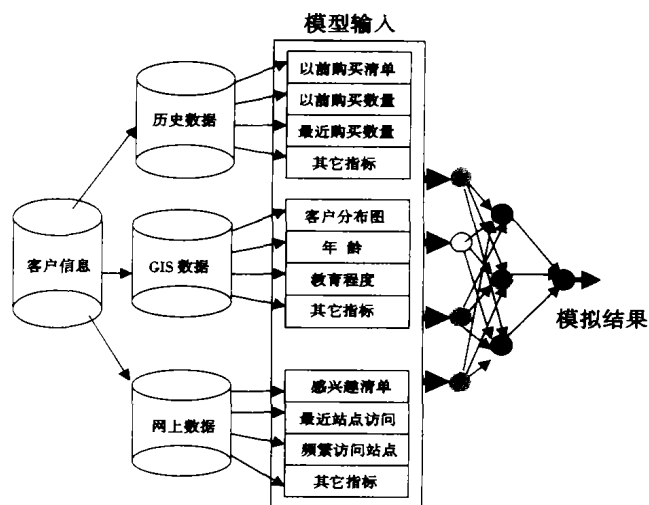 模型输入
以前购买清单
以前购买数量
最近购买数量
其它指标
历史数据
客户信息
GIS 数据
客户分布图
年 龄
教育程度
其它指标
模拟结果
网上数据
感兴趣清单
最近站点访问
频繁访问站点
其它指标